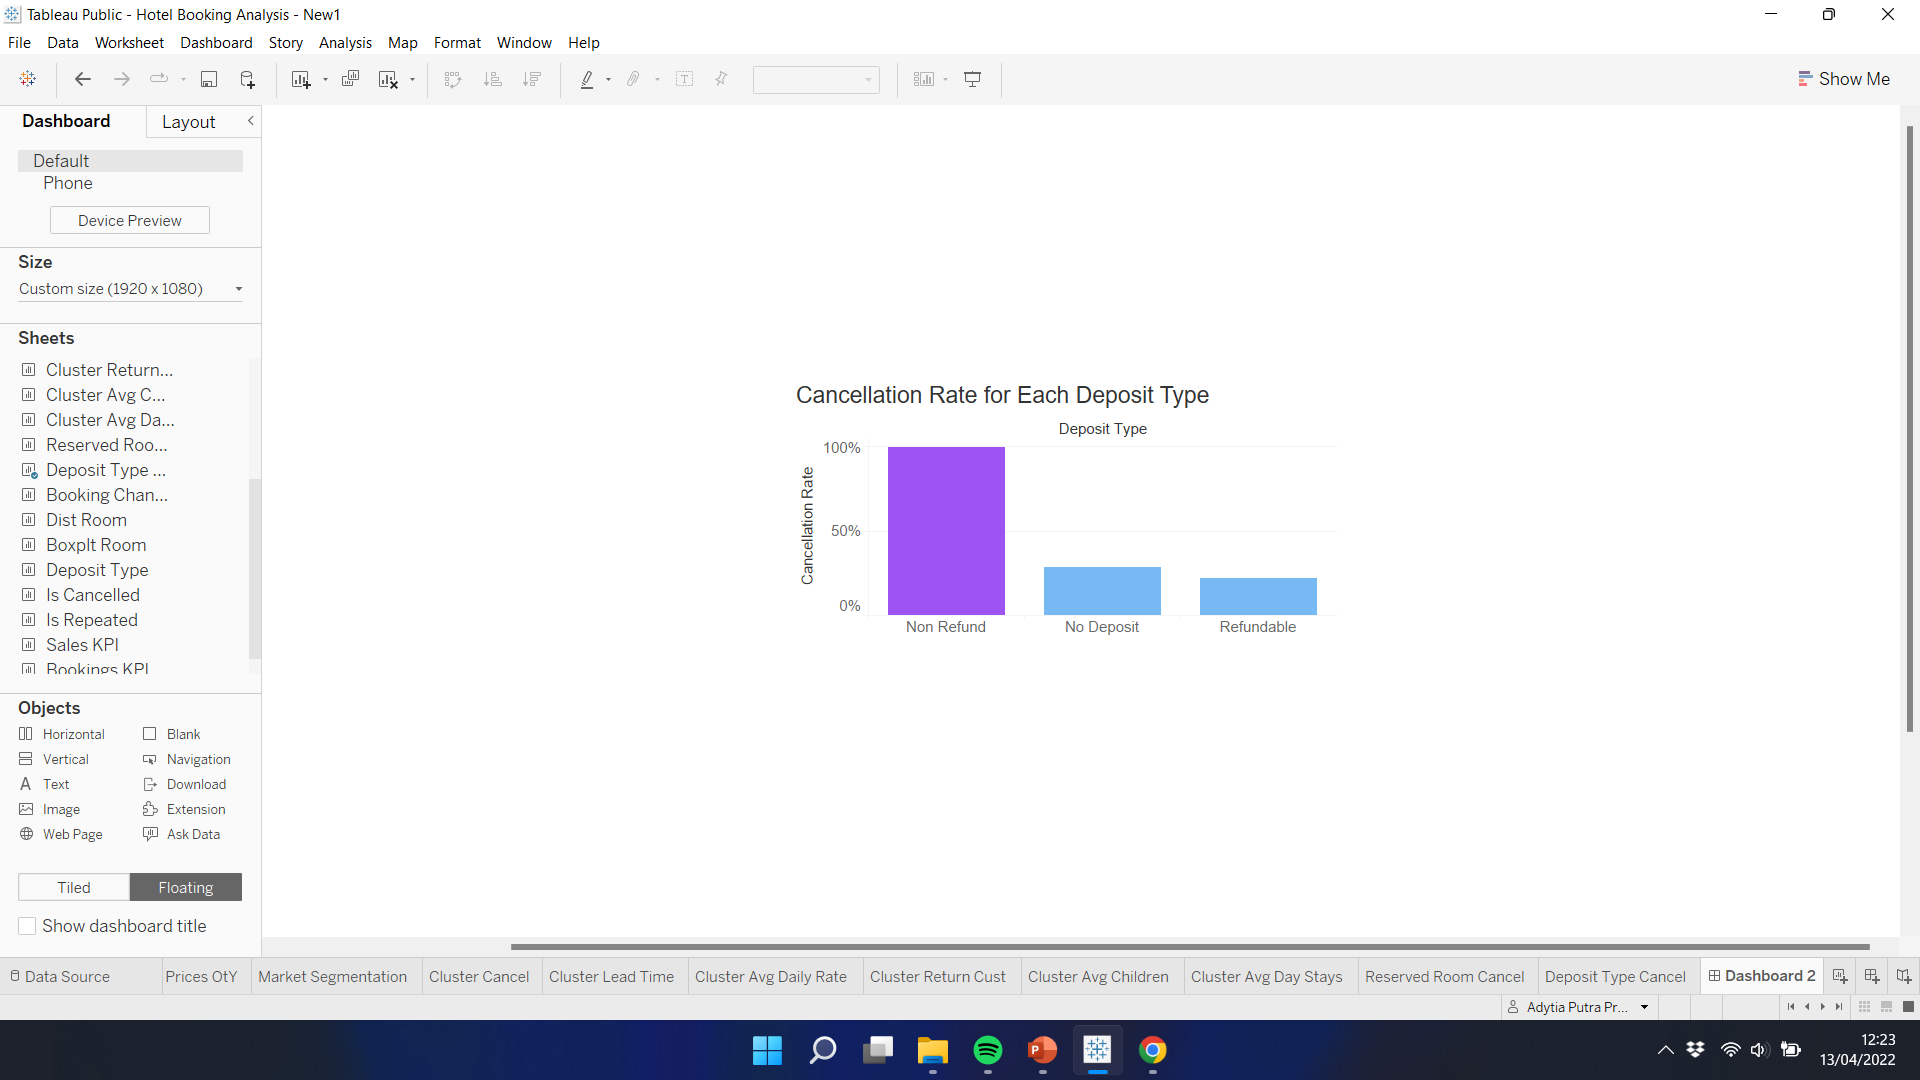 Tableau Public - Hotel Booking Analysis - New1
File Data Worksheet Dashboard Story Analysis Map Format Window Help
Show Me
Dashboard Layout
Default
Phone
Device Preview
Size
Custom size (1920 x 1080)
Sheets
Cluster Return...
Cluster Avg C...
Cluster Avg Da...
Reserved Roo...
Deposit Type ...
Booking Chan...
Dist Room
Boxplt Room
Deposit Type
Is Cancelled
Is Repeated
Sales KPI
Bookings KPI
Objects
Horizontal Blank
Vertical Navigation
Text Download
Image Extension
Web Page Ask Data
Tiled Floating
Show dashboard title
Cancellation Rate for Each Deposit Type
Deposit Type
Cancellation Rate
100%
50%
0%
Non Refund No Deposit Refundable
Data Source Prices OtY Market Segmentation Cluster Cancel Cluster Lead Time Cluster Avg Daily Rate Cluster Return Cust Cluster Avg Children Cluster Avg Day Stays Reserved Room Cancel Deposit Type Cancel Dashboard 2
Adytia Putra Pr...
12:23
13/04/2022